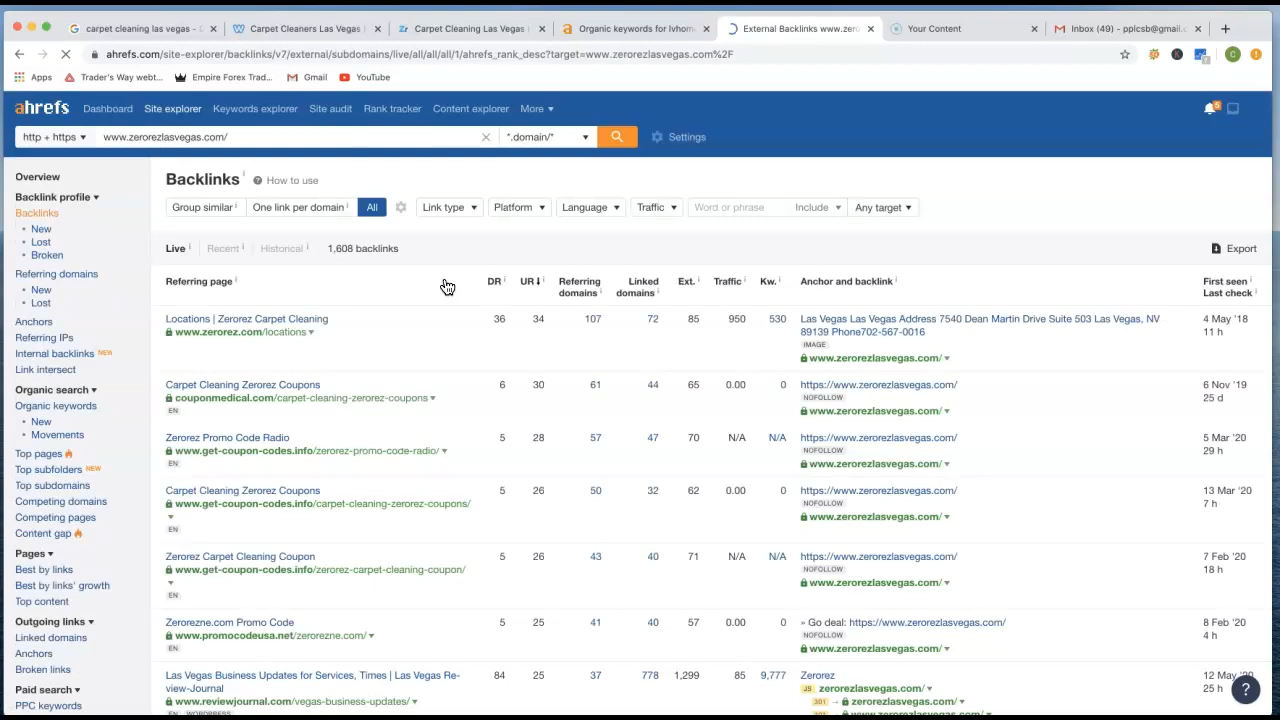 carpet cleaning las vegas -
Carpet Cleaners Las Vegas
Carpet Cleaning Las Vegas
Organic keywords for lvhome
External Backlinks www.zero
Your Content
Inbox (49) - pplcsb@gmail.c
ahrefs.com/site-explorer/backlinks/v7/external/subdomains/live/all/all/all/1/ahrefs_rank_desc?target=www.zerorezlasvegas.com%2F
Apps
Trader's Way webt...
Empire Forex Trad...
Gmail
YouTube
ahrefs
Dashboard
Site explorer
Keywords explorer
Site audit
Rank tracker
Content explorer
More
http + https
www.zerorezlasvegas.com/
*.domain/*
Settings
Overview
Backlink profile
Backlinks
New
Lost
Broken
Referring domains
New
Lost
Anchors
Referring IPs
Internal backlinks NEW
Link intersect
Organic search
Organic keywords
New
Movements
Top pages
Top subfolders NEW
Top subdomains
Competing domains
Competing pages
Content gap
Pages
Best by links
Best by links' growth
Top content
Outgoing links
Linked domains
Anchors
Broken links
Paid search
PPC keywords
Backlinks
How to use
Group similar
One link per domain
All
Link type
Platform
Language
Traffic
Word or phrase
Include
Any target
Live
Recent
Historical
1,608 backlinks
Export
Referring page
DR
UR
Referring
domains
Linked
domains
Ext.
Traffic
Kw.
Anchor and backlink
First seen
Last check
Locations | Zerorez Carpet Cleaning
www.zerorez.com/locations
36 34 107 72 85 950 530
Las Vegas Las Vegas Address 7540 Dean Martin Drive Suite 503 Las Vegas, NV
89139 Phone702-567-0016
IMAGE
www.zerorezlasvegas.com/
4 May '18
11 h
Carpet Cleaning Zerorez Coupons
couponmedical.com/carpet-cleaning-zerorez-coupons
EN
6 30 61 44 65 0.00 0
https://www.zerorezlasvegas.com/
NOFOLLOW
www.zerorezlasvegas.com/
6 Nov '19
25 d
Zerorez Promo Code Radio
www.get-coupon-codes.info/zerorez-promo-code-radio/
EN
5 28 57 47 70 N/A N/A
https://www.zerorezlasvegas.com/
NOFOLLOW
www.zerorezlasvegas.com/
5 Mar '20
29 h
Carpet Cleaning Zerorez Coupons
www.get-coupon-codes.info/carpet-cleaning-zerorez-coupons/
EN
5 26 50 32 62 0.00 0
https://www.zerorezlasvegas.com/
NOFOLLOW
www.zerorezlasvegas.com/
13 Mar '20
7 h
Zerorez Carpet Cleaning Coupon
www.get-coupon-codes.info/zerorez-carpet-cleaning-coupon/
EN
5 26 43 40 71 N/A N/A
https://www.zerorezlasvegas.com/
NOFOLLOW
www.zerorezlasvegas.com/
7 Feb '20
18 h
Zerorezne.com Promo Code
www.promocodeusa.net/zerorezne.com/
EN
5 25 41 40 57 0.00 0
» Go deal: https://www.zerorezlasvegas.com/
NOFOLLOW
www.zerorezlasvegas.com/
8 Feb '20
4 h
Las Vegas Business Updates for Services, Times | Las Vegas Re-
view-Journal
www.reviewjournal.com/vegas-business-updates/
EN WORDPRESS
84 25 37 778 1,299 85 9,777
Zerorez
JS zerorezlasvegas.com/
301 zerorezlasvegas.com/
12 May
25 h